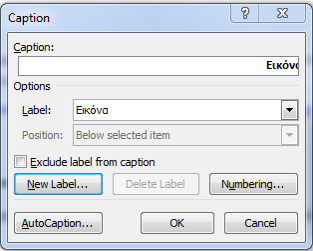 Caption
Caption:
Εικόνα
Options
Label: Εικόνα
Position: Below selected item
Exclude label from caption
New Label... Delete Label Numbering...
AutoCaption... OK Cancel